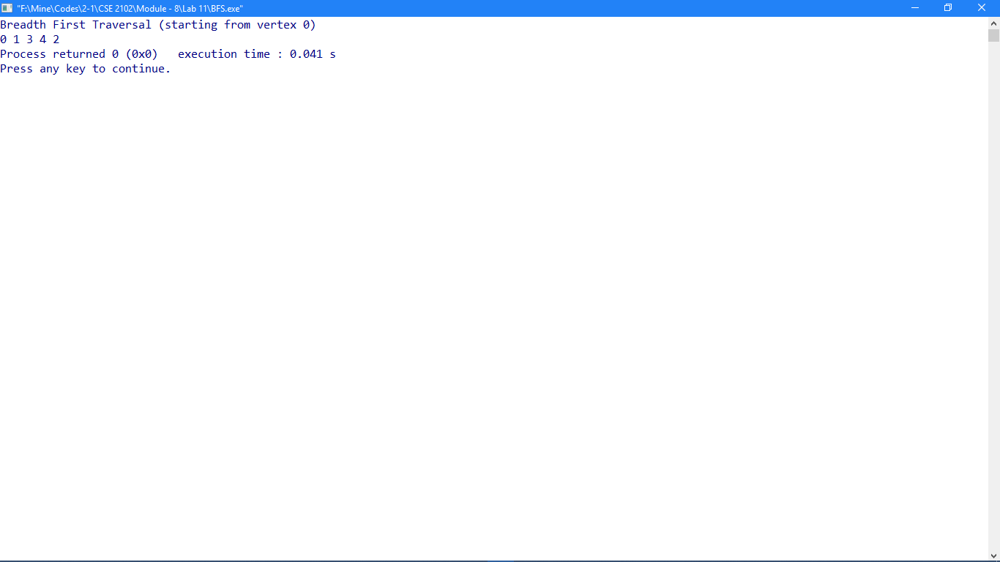 "F:\Mine\Codes\2-1\CSE 2102\Module - 8\Lab 11\BFS.exe"
Breadth First Traversal (starting from vertex 0)
0 1 3 4 2
Process returned 0 (0x0)   execution time : 0.041 s
Press any key to continue.